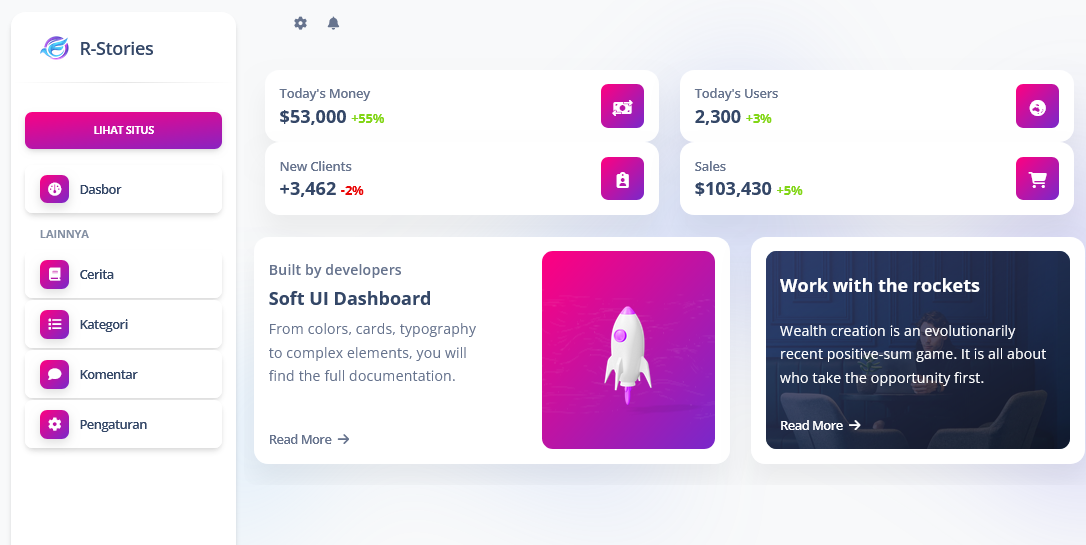 R-Stories
LIHAT SITUS
Dasbor
LAINNYA
Cerita
Kategori
Komentar
Pengaturan
Today's Money
$53,000 +55%
Today's Users
2,300 +3%
New Clients
+3,462 -2%
Sales
$103,430 +5%
Built by developers
Soft UI Dashboard
From colors, cards, typography
to complex elements, you will
find the full documentation.
Read More
Work with the rockets
Wealth creation is an evolutionarily
recent positive-sum game. It is all about
who take the opportunity first.
Read More